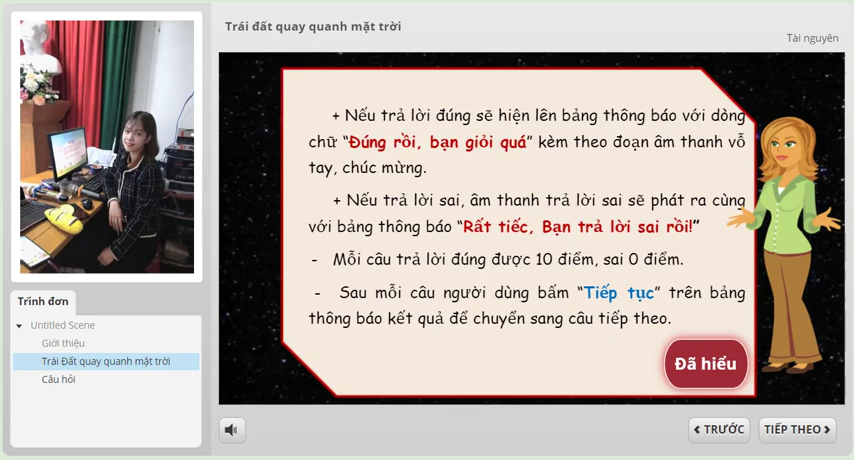 Trái đất quay quanh mặt trời
Tài nguyên
+ Nếu trả lời đúng sẽ hiện lên bảng thông báo với dòng
chữ “Đúng rồi, bạn giỏi quá” kèm theo đoạn âm thanh vỗ
tay, chúc mừng.
+ Nếu trả lời sai, âm thanh trả lời sai sẽ phát ra cùng
với bảng thông báo “Rất tiếc, Bạn trả lời sai rồi!”
- Mỗi câu trả lời đúng được 10 điểm, sai 0 điểm.
- Sau mỗi câu người dùng bấm “Tiếp tục” trên bảng
thông báo kết quả để chuyển sang câu tiếp theo.
Đã hiểu
Trình đơn
Untitled Scene
Giới thiệu
Trái Đất quay quanh mặt trời
Câu hỏi
TRƯỚC
TIẾP THEO